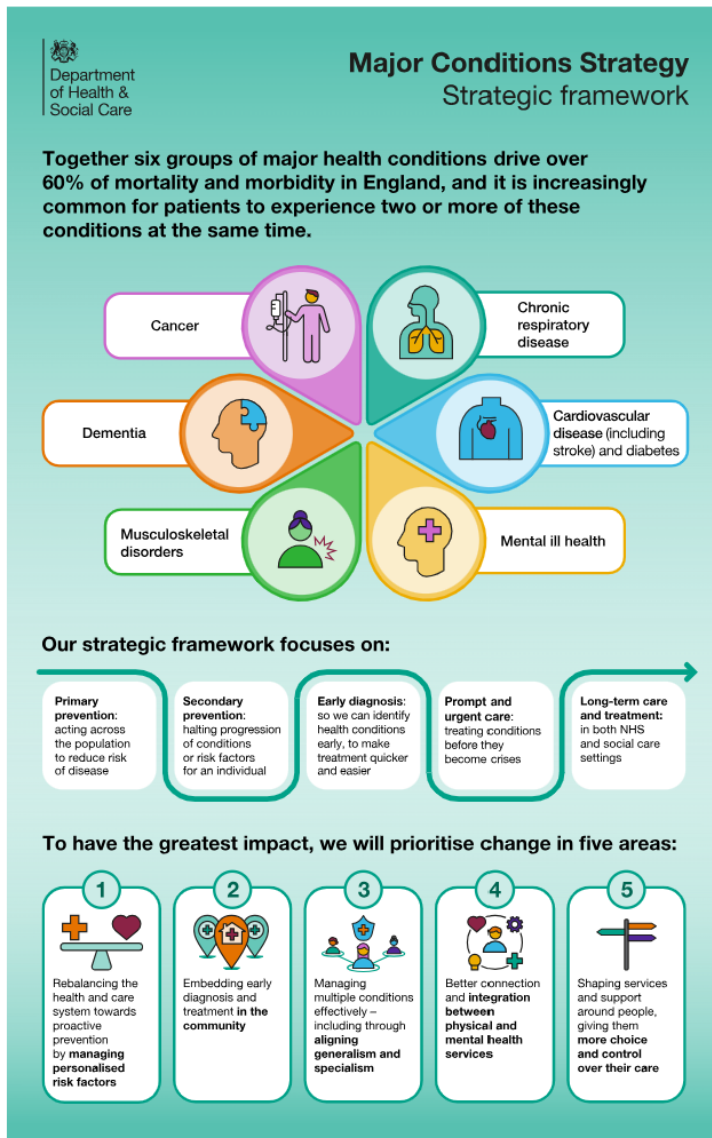 Department
of Health &
Social Care
Major Conditions Strategy
Strategic framework
Together six groups of major health conditions drive over
60% of mortality and morbidity in England, and it is increasingly
common for patients to experience two or more of these
conditions at the same time.
Cancer
Chronic
respiratory
disease
Dementia
Cardiovascular
disease (including
stroke) and diabetes
Musculoskeletal
disorders
Mental ill health
Our strategic framework focuses on:
Primary
prevention:
acting across
the population
to reduce risk
of disease
Secondary
prevention:
halting progression
of conditions
or risk factors
for an individual
Early diagnosis:
so we can identify
health conditions
early, to make
treatment quicker
and easier
Prompt and
urgent care:
treating conditions
before they
become crises
Long-term care
and treatment:
in both NHS
and social care
settings
To have the greatest impact, we will prioritise change in five areas:
1
Rebalancing the
health and care
system towards
proactive
prevention
by managing
personalised
risk factors
2
Embedding early
diagnosis and
treatment in the
community
3
Managing
multiple conditions
effectively –
including through
aligning
generalism and
specialism
4
Better connection
and integration
between
physical and
mental health
services
5
Shaping services
and support
around people,
giving them
more choice
and control
over their care